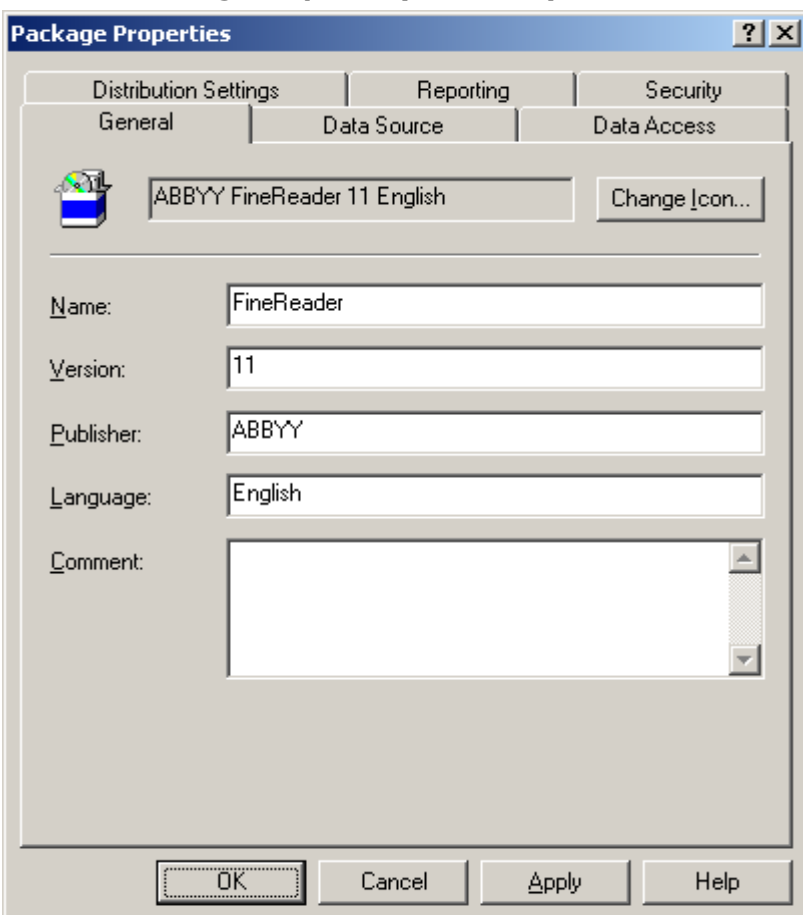 Package Properties
Distribution Settings Reporting Security
General Data Source Data Access
ABBYY FineReader 11 English Change Icon...
Name: FineReader
Version: 11
Publisher: ABBYY
Language: English
Comment:
OK Cancel Apply Help